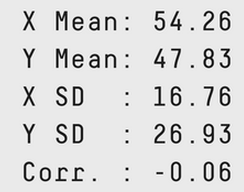 X Mean: 54.26
Y Mean: 47.83
X SD  : 16.76
Y SD  : 26.93
Corr. : -0.06